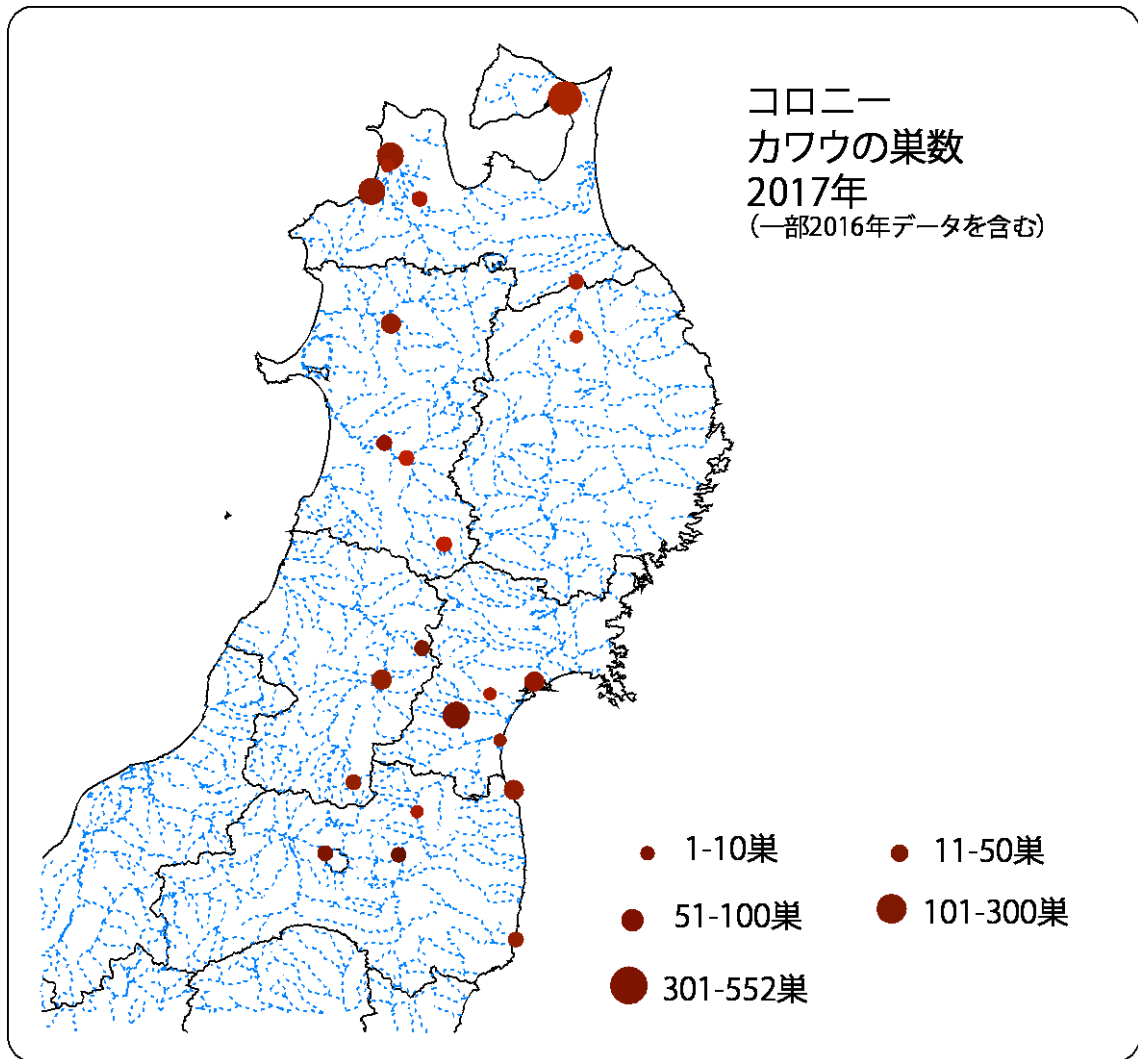 コロニー
カワウの巣数
2017年
（一部2016年データを含む）
1-10巣
11-50巣
51-100巣
101-300巣
301-552巣